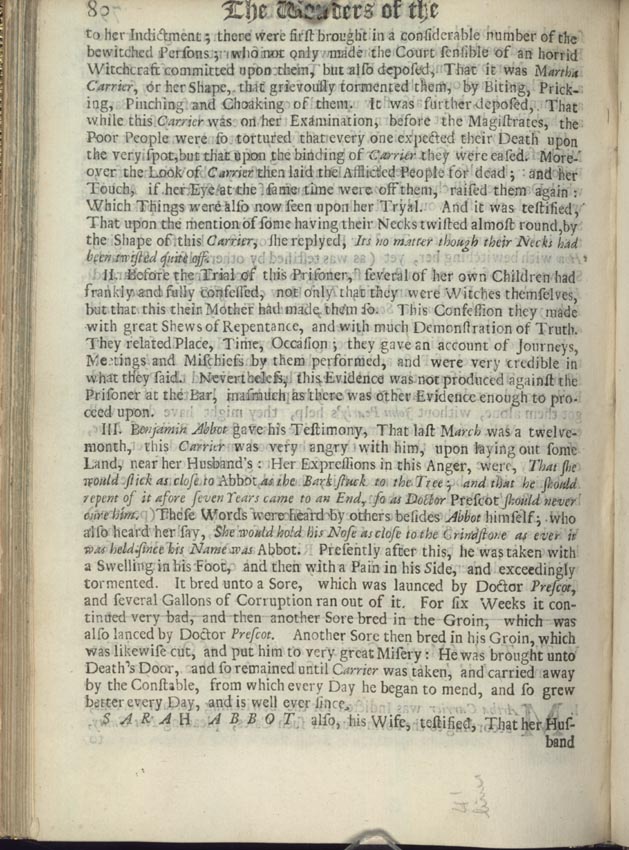 80 The Wonders of the
to her Indictment; there were firſt brought in a conſiderable number of the
bewitched Perſons; who not only made the Court ſenſible of an horrid
Witchcraft committed upon them, but alſo depoſed, That it was Martha
Carrier, or her Shape, that grievouſly tormented them, by Biting, Prick-
ing, Pinching and Choaking of them. It was further depoſed, That
while this Carrier was on her Examination, before the Magiſtrates, the
Poor People were ſo tortured that every one expected their Death upon
the very ſpot, but that upon the binding of Carrier they were eaſed. More-
over the Look of Carrier then laid the Afflicted People for dead; and her
Touch, if her Eye at the ſame time were off them, raiſed them again:
Which Things were alſo now ſeen upon her Tryal. And it was teſtified,
That upon the mention of ſome having their Necks twiſted almoſt round, by
the Shape of this Carrier, ſhe replyed, Its no matter though their Necks had
been twiſted quite off.
II. Before the Trial of this Priſoner, ſeveral of her own Children had
frankly and fully confeſſed, not only that they were Witches themſelves,
but that this their Mother had made them ſo. This Confeſſion they made
with great Shews of Repentance, and with much Demonſtration of Truth.
They related Place, Time, Occaſion; they gave an account of Journeys,
Meetings and Miſchiefs by them performed, and were very credible in
what they ſaid. Nevertheleſs, this Evidence was not produced againſt the
Priſoner at the Bar, inaſmuch as there was other Evidence enough to pro-
ceed upon.
III. Benjamin Abbot gave his Teſtimony, That laſt March was a twelve-
month, this Carrier was very angry with him, upon laying out ſome
Land, near her Husband's: Her Expreſſions in this Anger, were, That ſhe
would ſtick as cloſe to Abbot as the Bark ſtuck to the Tree; and that he ſhould
repent of it afore ſeven Years came to an End, ſo as Doctor Preſcot ſhould never
cure him. Theſe Words were heard by others beſides Abbot himſelf; who
alſo heard her ſay, She would hold his Noſe as cloſe to the Grindſtone as ever it
was held ſince his Name was Abbot. Preſently after this, he was taken with
a Swelling in his Foot, and then with a Pain in his Side, and exceedingly
tormented. It bred unto a Sore, which was launced by Doctor Preſcot,
and ſeveral Gallons of Corruption ran out of it. For ſix Weeks it con-
tinued very bad, and then another Sore bred in the Groin, which was
alſo lanced by Doctor Preſcot. Another Sore then bred in his Groin, which
was likewiſe cut, and put him to very great Miſery: He was brought unto
Death's Door, and ſo remained until Carrier was taken, and carried away
by the Conſtable, from which every Day he began to mend, and ſo grew
better every Day, and is well ever ſince.
SARAH ABBOT alſo, his Wife, teſtified, That her Huſ-
band